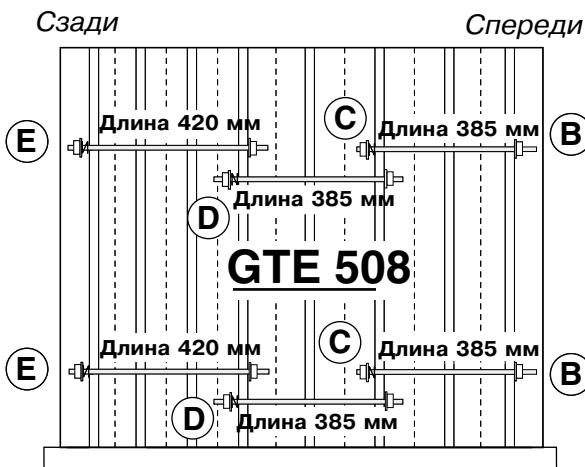 Сзади
Спереди
E
Длина 420 мм
C
Длина 385 мм
B
D
Длина 385 мм
GTE 508
E
Длина 420 мм
C
Длина 385 мм
B
D
Длина 385 мм